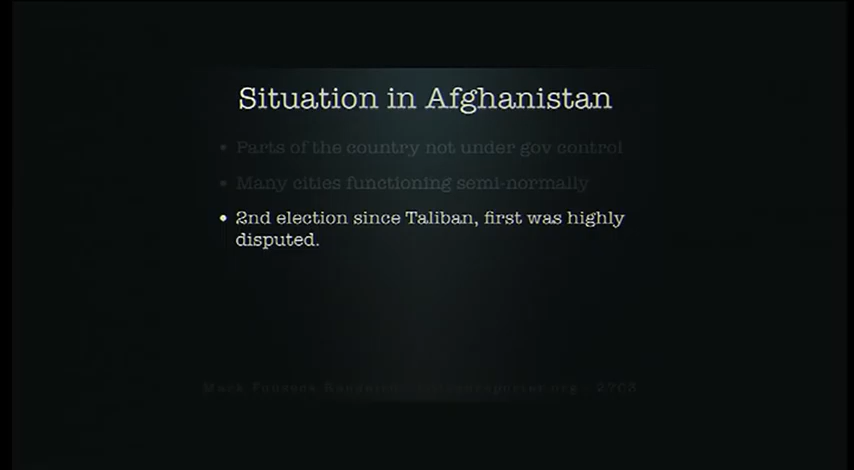 Situation in Afghanistan
• Parts of the country not under gov control
• Many cities functioning semi-normally
• 2nd election since Taliban, first was highly
disputed.